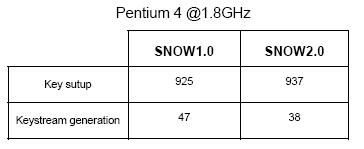 Pentium 4 @1.8GHz
SNOW1.0 SNOW2.0
Key sutup 925 937
Keystream generation 47 38